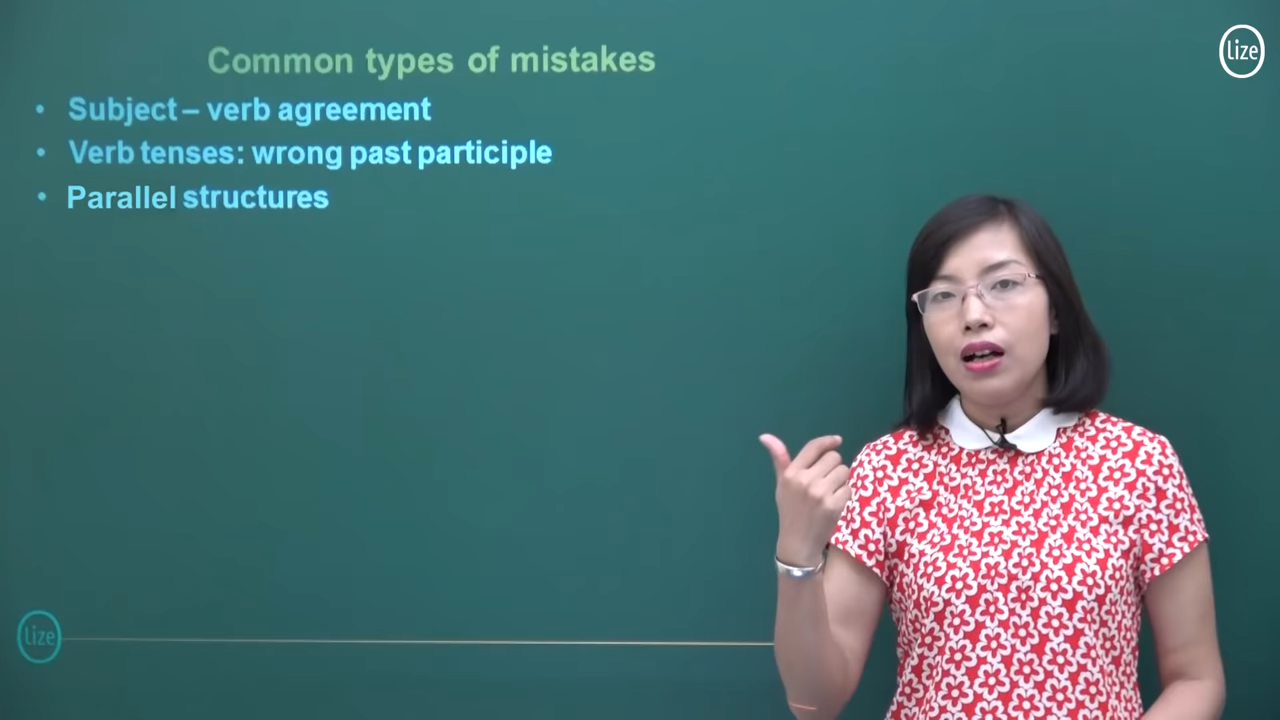 lize
Common types of mistakes
• Subject – verb agreement
• Verb tenses: wrong past participle
• Parallel structures
lize